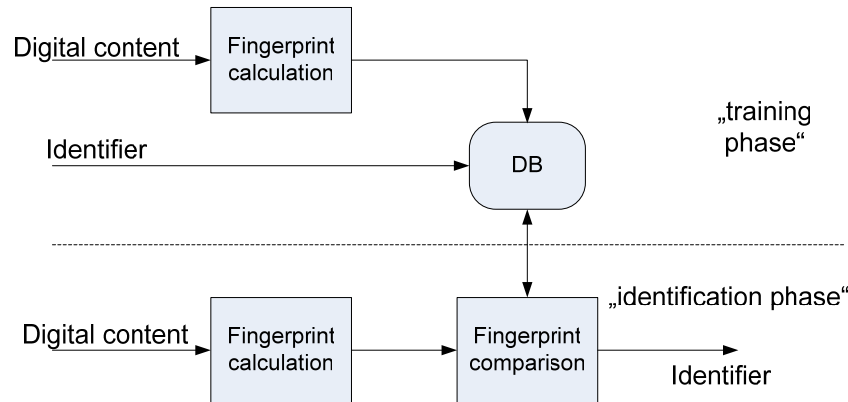 Digital content
Fingerprint
calculation
„training
phase“
Identifier
DB
„identification phase“
Digital content
Fingerprint
calculation
Fingerprint
comparison
Identifier